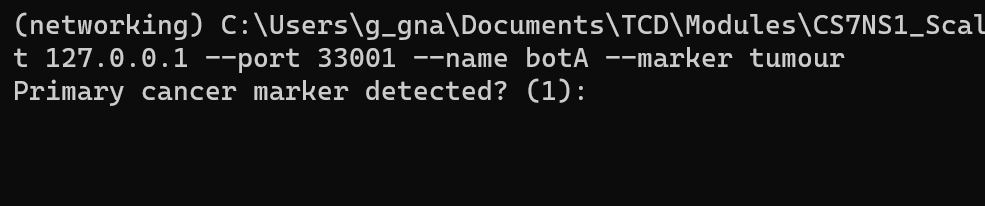 (networking) C:\Users\g_gna\Documents\TCD\Modules\CS7NS1_Scal
t 127.0.0.1 --port 33001 --name botA --marker tumour
Primary cancer marker detected? (1):